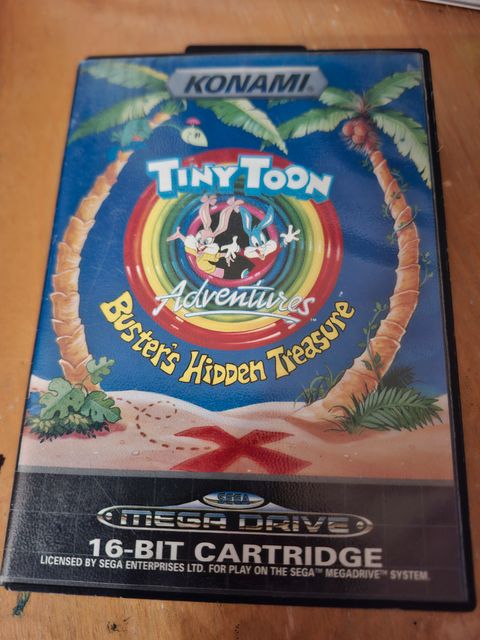 KONAMI
TINY TOON
Adventures™
BUSTER'S HIDDEN TREASURE
SEGA
MEGA DRIVE
16-BIT CARTRIDGE
LICENSED BY SEGA ENTERPRISES LTD. FOR PLAY ON THE SEGA™ MEGADRIVE™ SYSTEM.